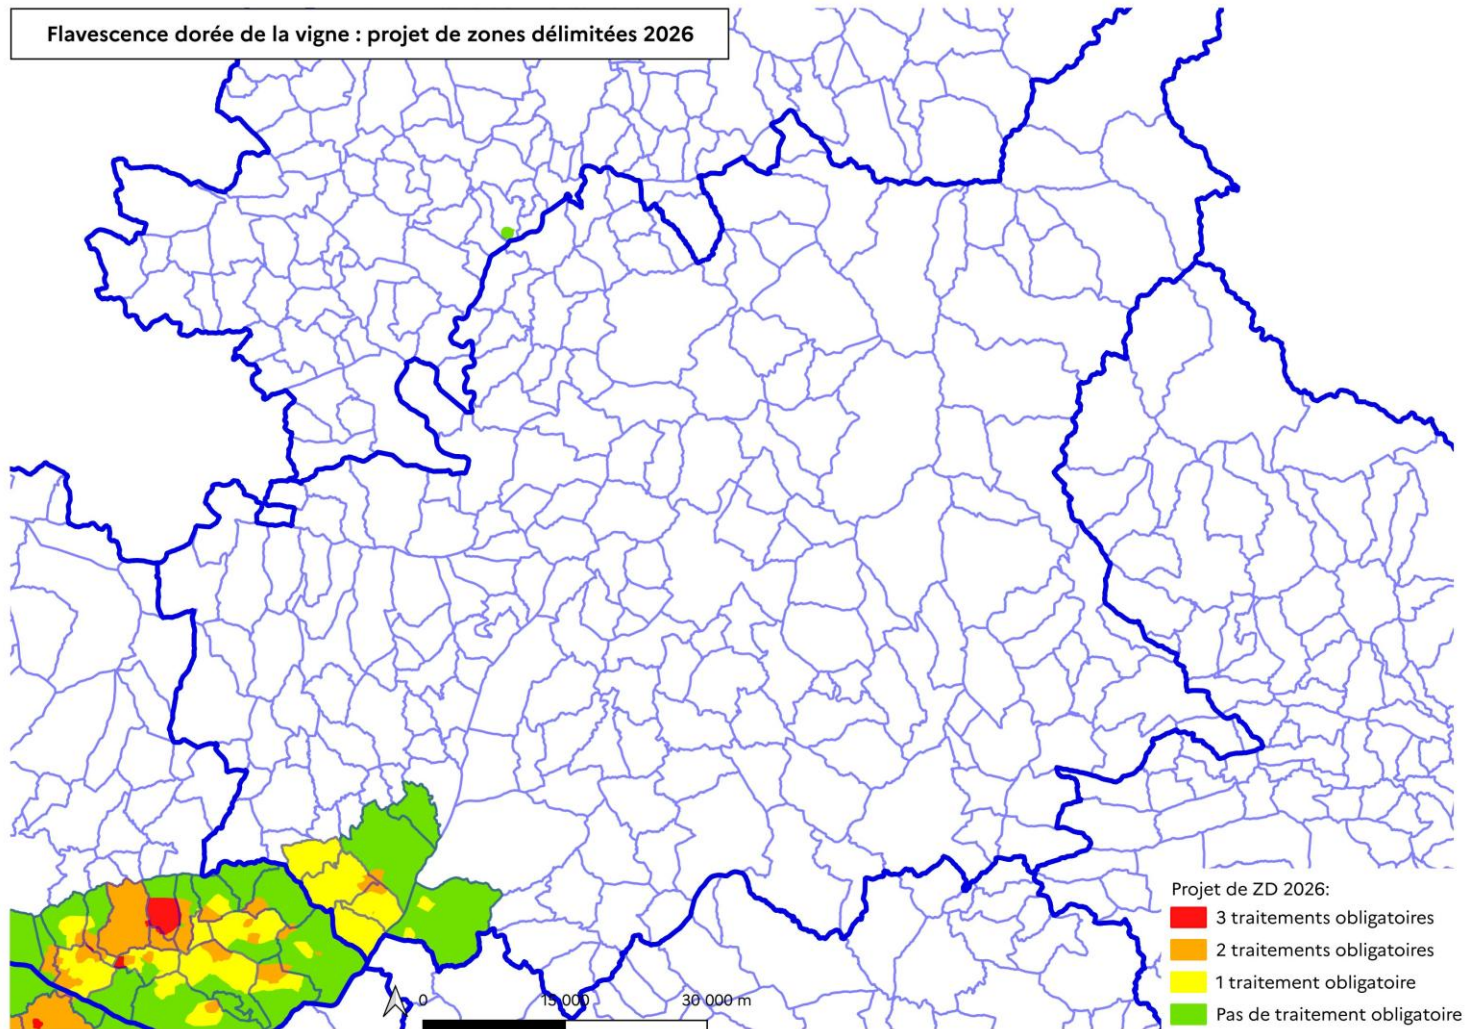 Flavescence dorée de la vigne : projet de zones délimitées 2026
Projet de ZD 2026:
3 traitements obligatoires
2 traitements obligatoires
1 traitement obligatoire
Pas de traitement obligatoire
0 15 000 30 000 m